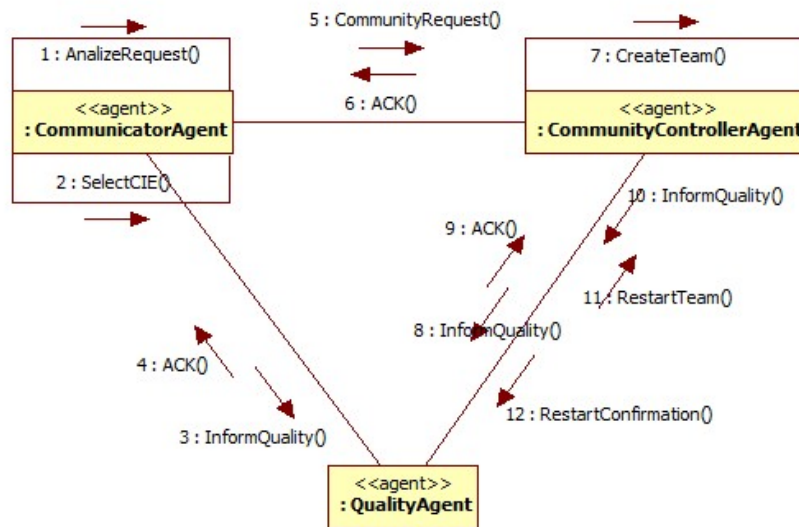 5 : CommunityRequest()
1 : AnalizeRequest()
7 : CreateTeam()
<<agent>>
: CommunicatorAgent
6 : ACK()
<<agent>>
: CommunityControllerAgent
2 : SelectCIE()
10 : InformQuality()
9 : ACK()
11 : RestartTeam()
8 : InformQuality()
4 : ACK()
12 : RestartConfirmation()
3 : InformQuality()
<<agent>>
: QualityAgent